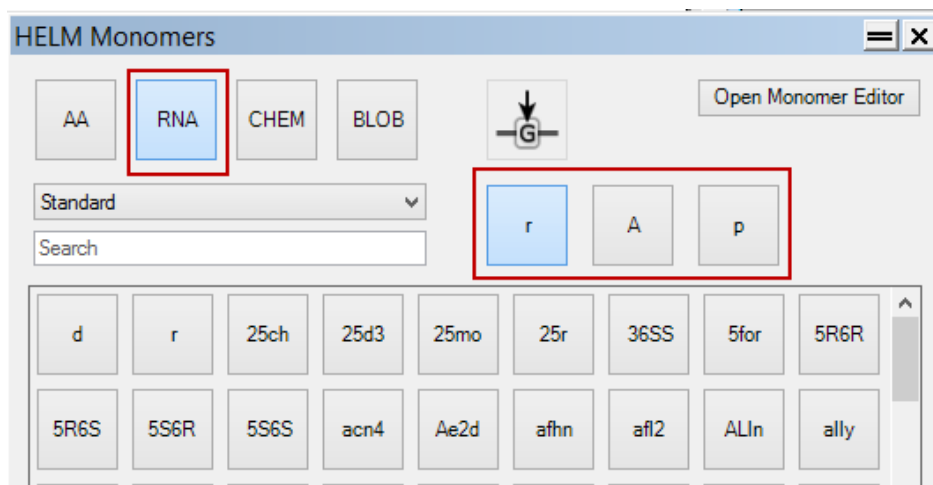 HELM Monomers
AA RNA CHEM BLOB G Open Monomer Editor
Standard
Search
r A p
d r 25ch 25d3 25mo 25r 36SS 5for 5R6R
5R6S 5S6R 5S6S acn4 Ae2d afhn afl2 ALln ally